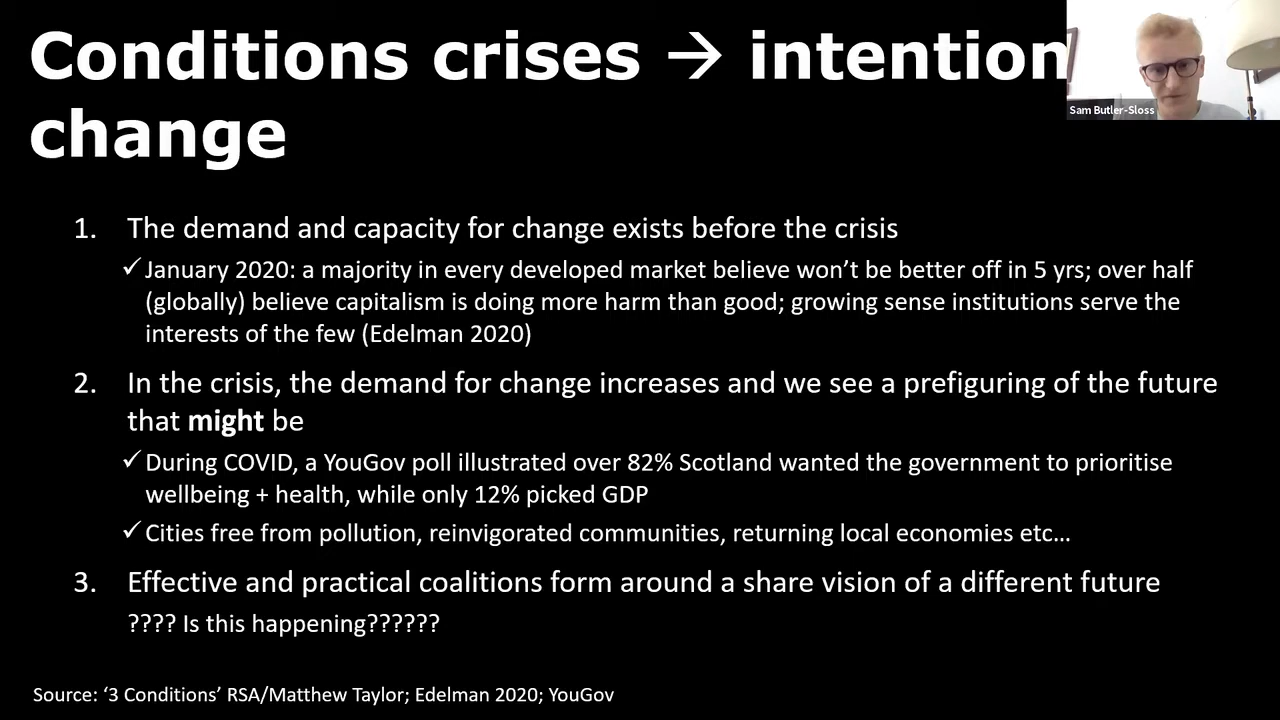 Conditions crises → intention
change
Sam Butler-Sloss
1. The demand and capacity for change exists before the crisis
✓ January 2020: a majority in every developed market believe won’t be better off in 5 yrs; over half
(globally) believe capitalism is doing more harm than good; growing sense institutions serve the
interests of the few (Edelman 2020)
2. In the crisis, the demand for change increases and we see a prefiguring of the future
that might be
✓ During COVID, a YouGov poll illustrated over 82% Scotland wanted the government to prioritise
wellbeing + health, while only 12% picked GDP
✓ Cities free from pollution, reinvigorated communities, returning local economies etc…
3. Effective and practical coalitions form around a share vision of a different future
???? Is this happening??????
Source: ‘3 Conditions’ RSA/Matthew Taylor; Edelman 2020; YouGov